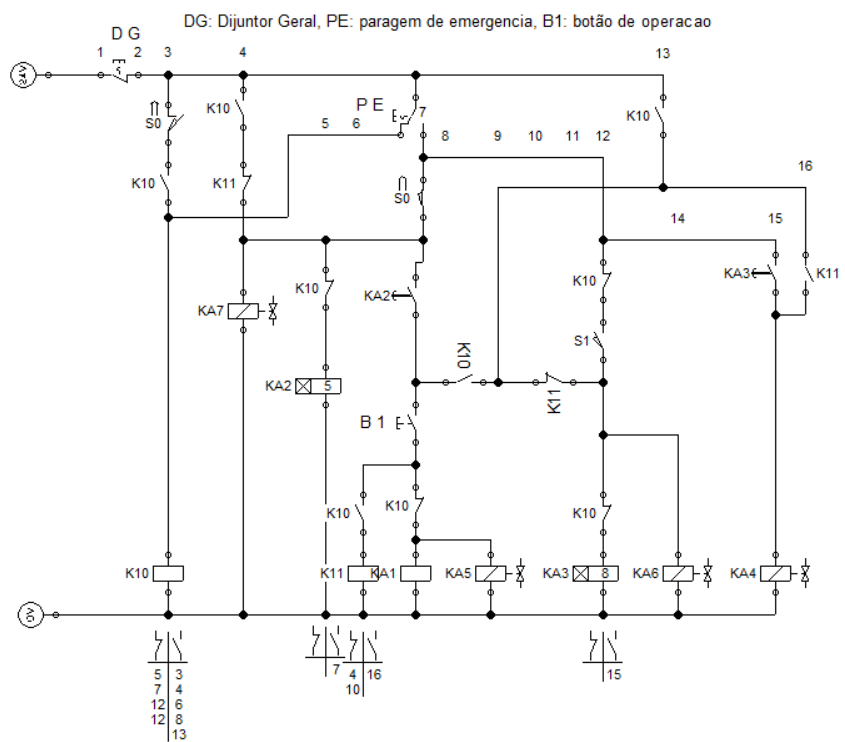 DG: Dijuntor Geral, PE: paragem de emergencia, B1: botão de operacao
D G
1 2 3 4 13
24V
P E 7
S0 K10 K10
5 6 8 9 10 11 12
16
K10 K11 S0
14 15
KA2 K10 KA3 K11
K10
KA7
S1
K10
KA2 5
K11
B 1
K10 K10 K10
K10 K11 KA1 KA5 KA3 8 KA6 KA4
0V
5 3 7 4 16 15
7 4 10
12 6
12 8
13